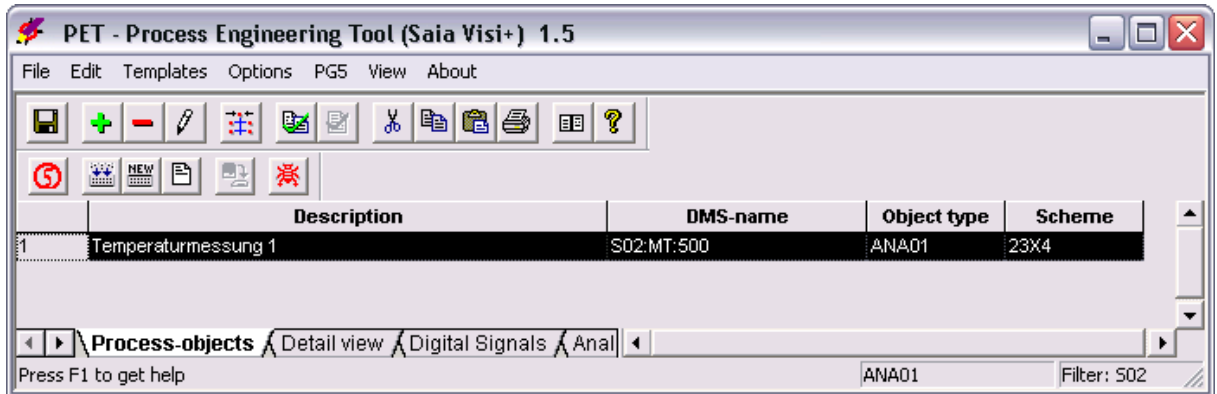 PET - Process Engineering Tool (Saia Visi+) 1.5
File Edit Templates Options PG5 View About
NEW
Description DMS-name Object type Scheme
1 Temperaturmessung 1 S02:MT:500 ANA01 23X4
Process-objects Detail view Digital Signals Anal
Press F1 to get help ANA01 Filter: S02